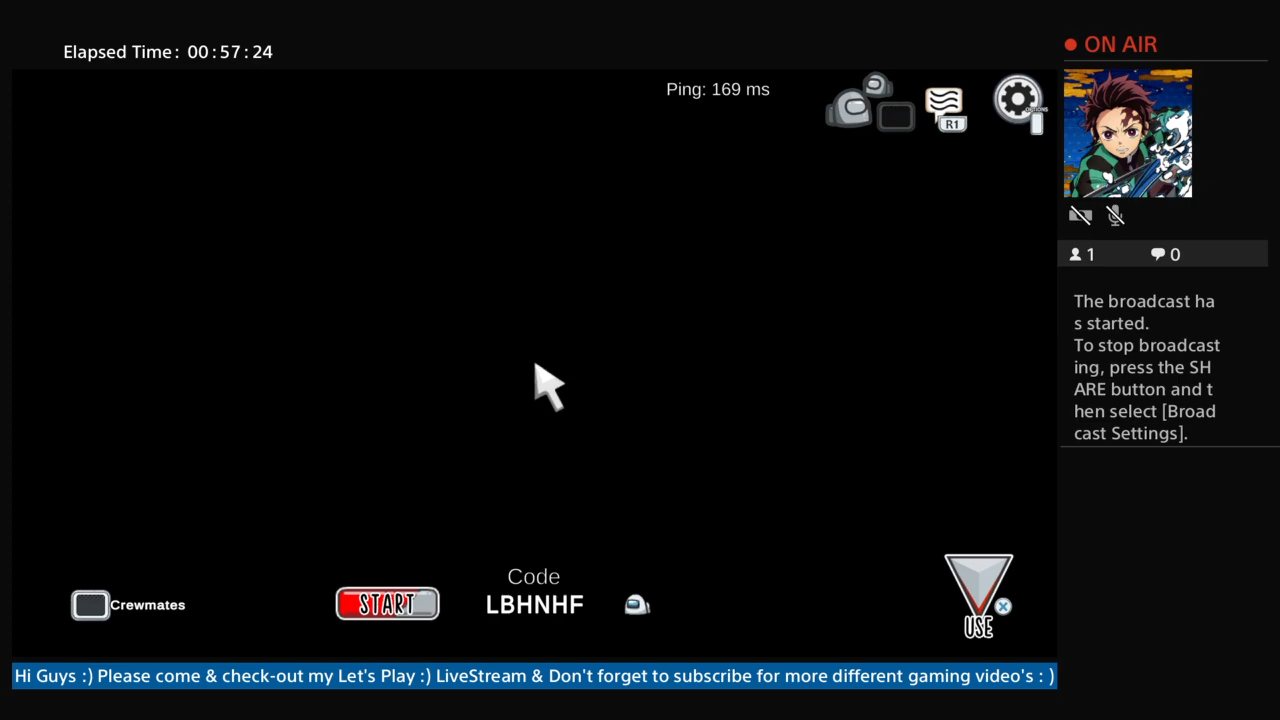 Elapsed Time: 00:57:24
ON AIR
Ping: 169 ms
OPTIONS
R1
1
0
The broadcast ha
s started.
To stop broadcast
ing, press the SH
ARE button and t
hen select [Broad
cast Settings].
Crewmates
START
Code
LBHNHF
USE
Hi Guys :) Please come & check-out my Let's Play :) LiveStream & Don't forget to subscribe for more different gaming video's : )